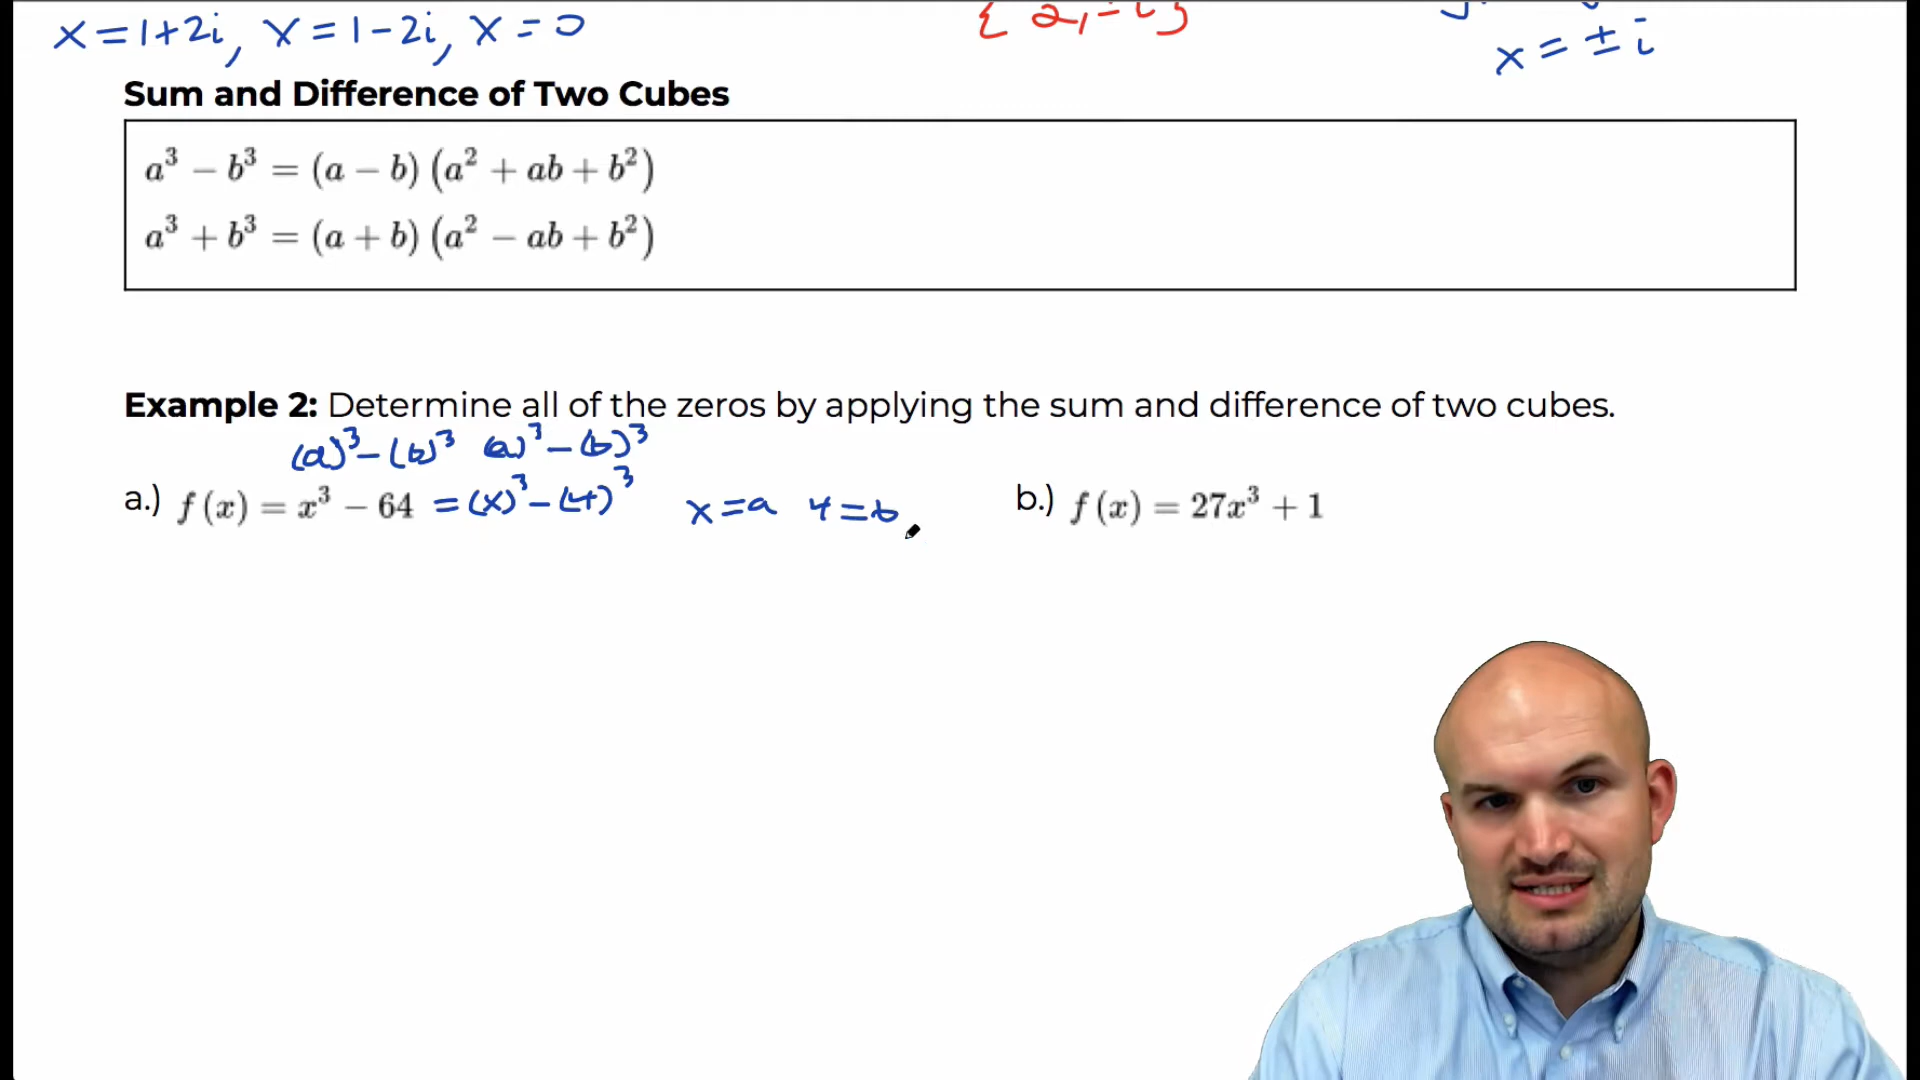 x=1+2i, x=1-2i, x=0
{2, -i}
x=±i
Sum and Difference of Two Cubes
a³ − b³ = (a − b)(a² + ab + b²)
a³ + b³ = (a + b)(a² − ab + b²)
Example 2: Determine all of the zeros by applying the sum and difference of two cubes.
(a)³-(b)³ (a)³-(b)³
a.) f(x) = x³ − 64 =(x)³-(4)³ x=a 4=b
b.) f(x) = 27x³ + 1